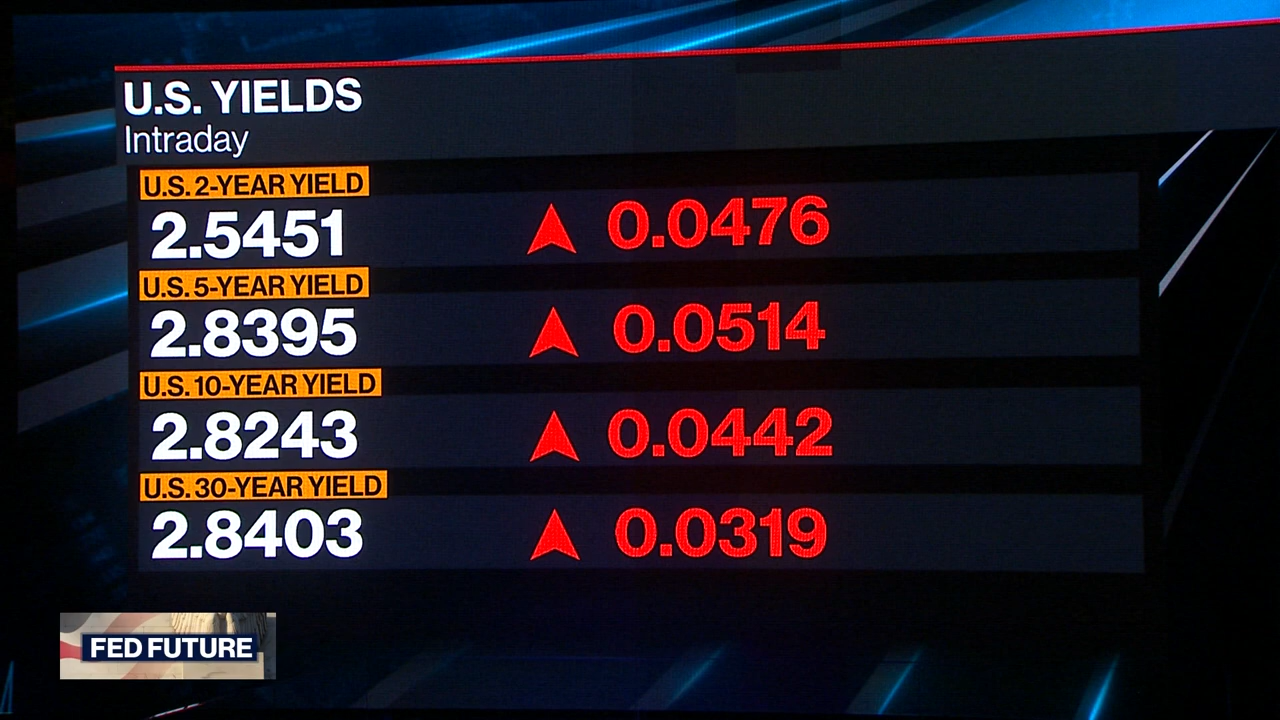 U.S. YIELDS
Intraday
U.S. 2-YEAR YIELD
2.5451 0.0476
U.S. 5-YEAR YIELD
2.8395 0.0514
U.S. 10-YEAR YIELD
2.8243 0.0442
U.S. 30-YEAR YIELD
2.8403 0.0319
FED FUTURE